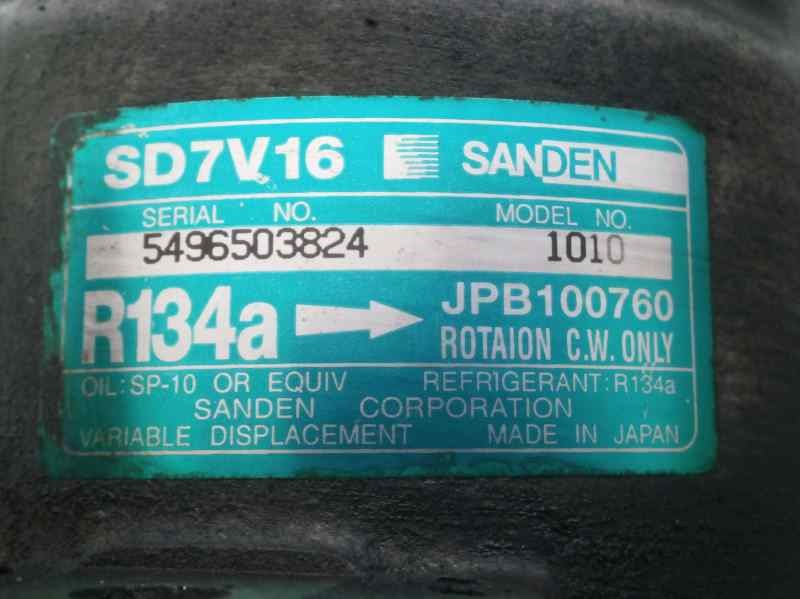 SD7V16 SANDEN
SERIAL NO. MODEL NO.
5496503824 1010
R134a JPB100760
ROTAION C.W. ONLY
OIL: SP-10 OR EQUIV REFRIGERANT: R134a
SANDEN CORPORATION
VARIABLE DISPLACEMENT MADE IN JAPAN